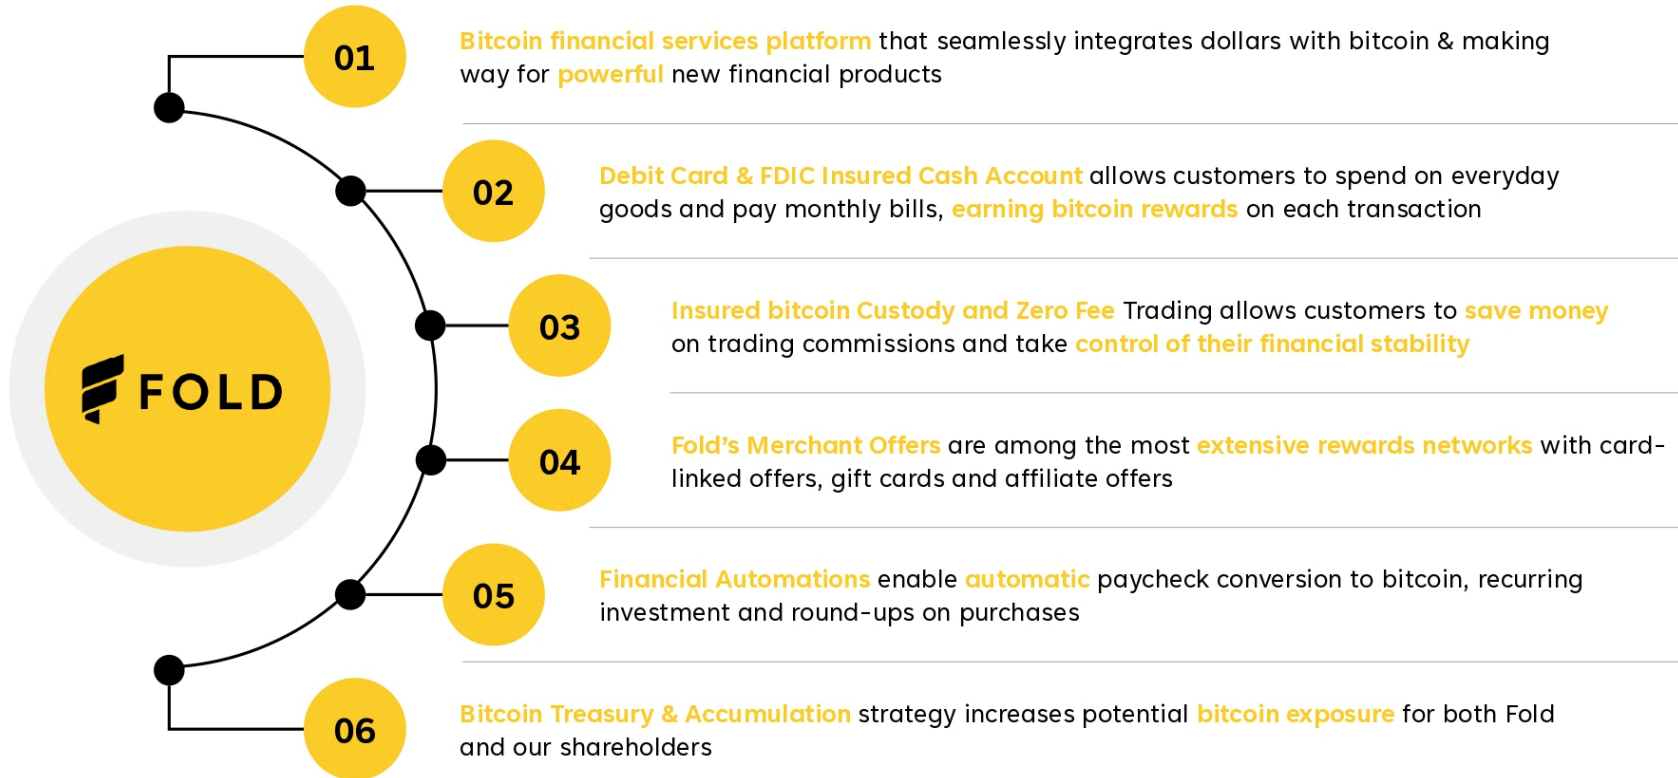 01
Bitcoin financial services platform that seamlessly integrates dollars with bitcoin & making
way for powerful new financial products
02
Debit Card & FDIC Insured Cash Account allows customers to spend on everyday
goods and pay monthly bills, earning bitcoin rewards on each transaction
03
Insured bitcoin Custody and Zero Fee Trading allows customers to save money
on trading commissions and take control of their financial stability
FOLD
04
Fold’s Merchant Offers are among the most extensive rewards networks with card-
linked offers, gift cards and affiliate offers
05
Financial Automations enable automatic paycheck conversion to bitcoin, recurring
investment and round-ups on purchases
06
Bitcoin Treasury & Accumulation strategy increases potential bitcoin exposure for both Fold
and our shareholders